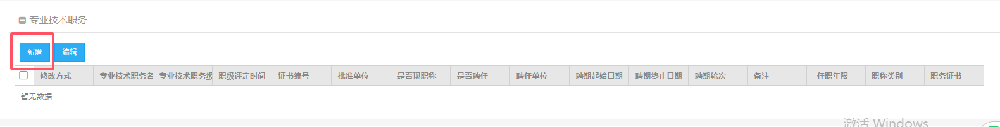 专业技术职务
新增 编辑
修改方式 专业技术职务名 专业技术职务级 职级评定时间 证书编号 批准单位 是否现职称 是否聘任 聘任单位 聘期起始日期 聘期终止日期 聘期轮次 备注 任职年限 职称类别 职务证书
暂无数据
激活 Windows